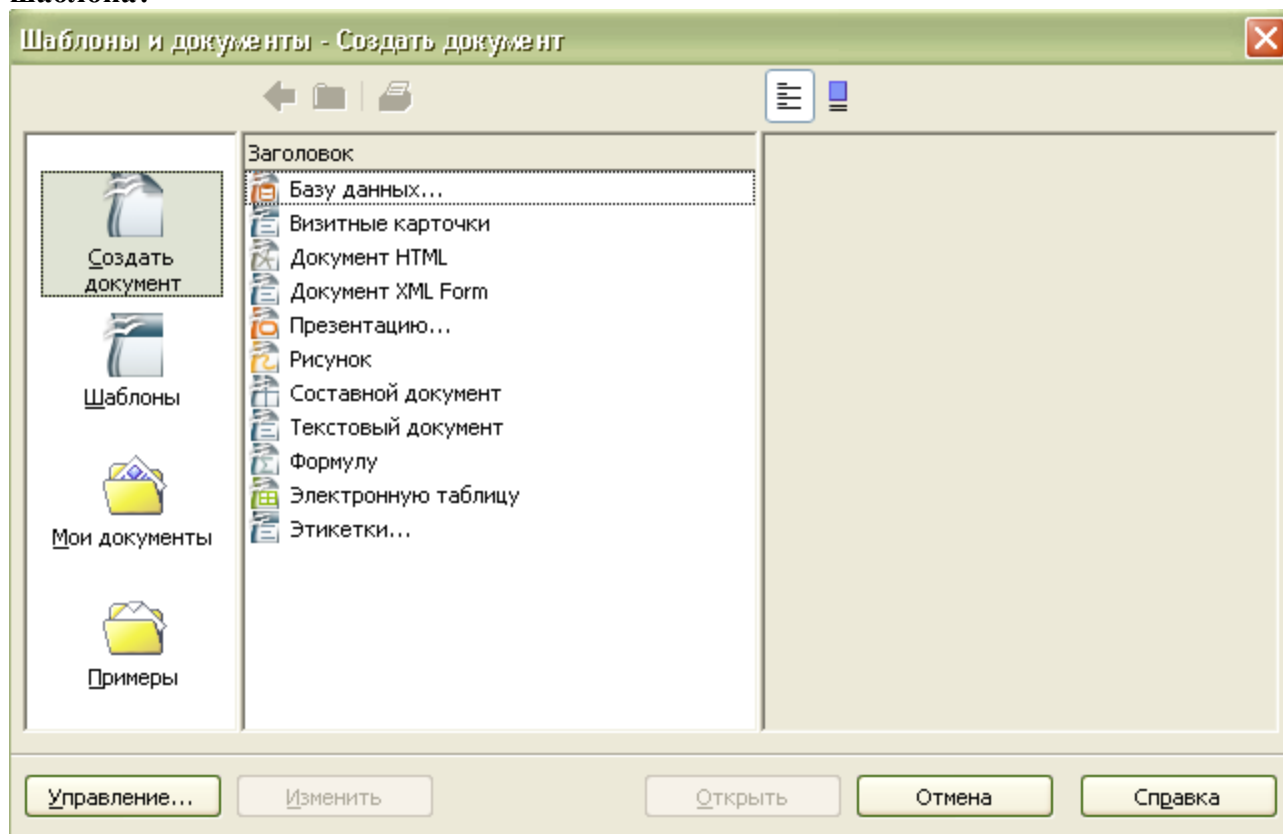 шаблона?
Шаблоны и документы - Создать документ
Заголовок
Базу данных...
Визитные карточки
Документ HTML
Документ XML Form
Презентацию...
Рисунок
Составной документ
Текстовый документ
Формулу
Электронную таблицу
Этикетки...
Создать
документ
Шаблоны
Мои документы
Примеры
Управление...
Изменить
Открыть
Отмена
Справка